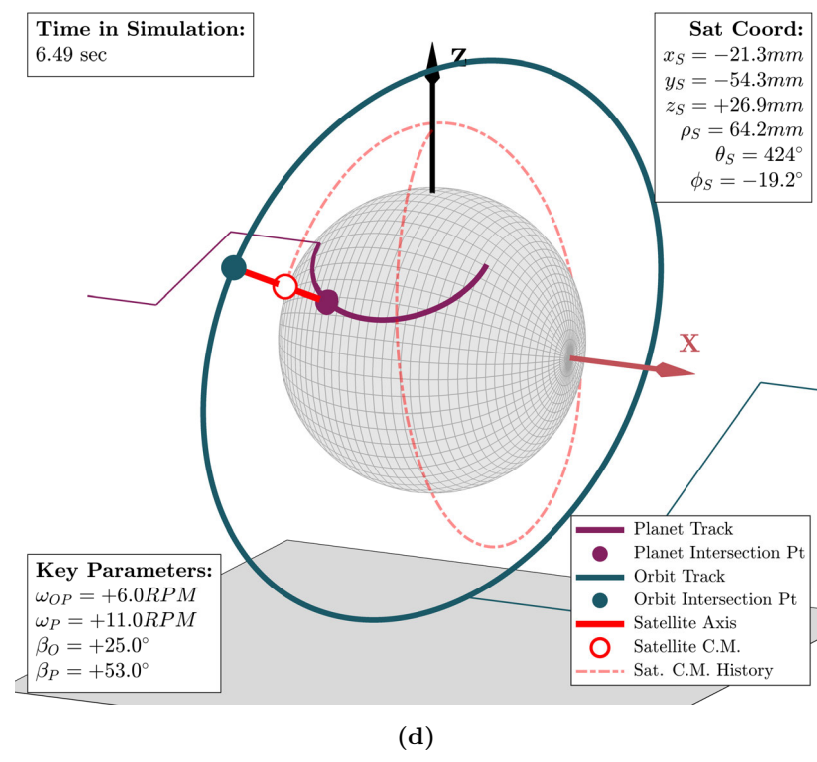 Time in Simulation:
6.49 sec
Z
Sat Coord:
x_S = −21.3mm
y_S = −54.3mm
z_S = +26.9mm
ρ_S = 64.2mm
θ_S = 424°
ϕ_S = −19.2°
X
Key Parameters:
ω_OP = +6.0RPM
ω_P = +11.0RPM
β_O = +25.0°
β_P = +53.0°
Planet Track
Planet Intersection Pt
Orbit Track
Orbit Intersection Pt
Satellite Axis
Satellite C.M.
Sat. C.M. History
(d)